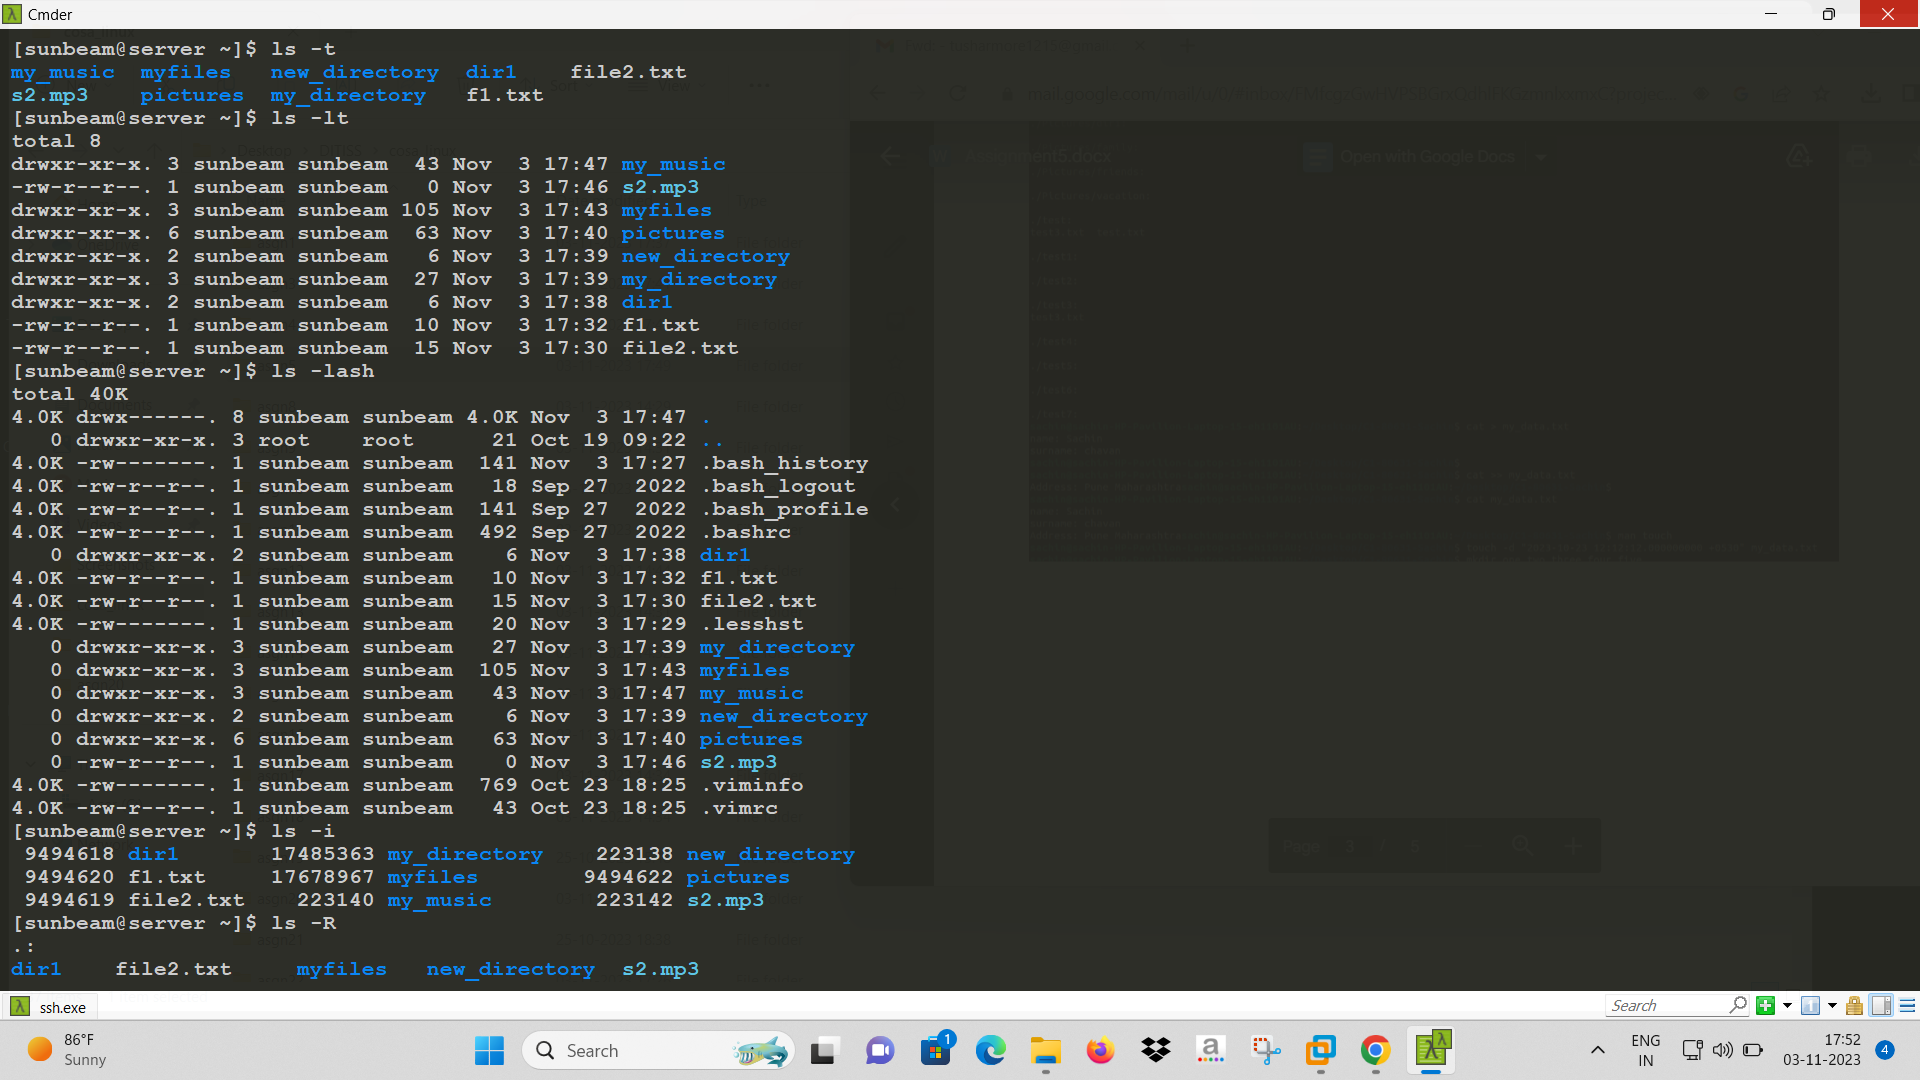 Cmder
[sunbeam@server ~]$ ls -t
my_music  myfiles   new_directory  dir1    file2.txt
s2.mp3    pictures  my_directory   f1.txt
[sunbeam@server ~]$ ls -lt
total 8
drwxr-xr-x. 3 sunbeam sunbeam  43 Nov  3 17:47 my_music
-rw-r--r--. 1 sunbeam sunbeam   0 Nov  3 17:46 s2.mp3
drwxr-xr-x. 3 sunbeam sunbeam 105 Nov  3 17:43 myfiles
drwxr-xr-x. 6 sunbeam sunbeam  63 Nov  3 17:40 pictures
drwxr-xr-x. 2 sunbeam sunbeam   6 Nov  3 17:39 new_directory
drwxr-xr-x. 3 sunbeam sunbeam  27 Nov  3 17:39 my_directory
drwxr-xr-x. 2 sunbeam sunbeam   6 Nov  3 17:38 dir1
-rw-r--r--. 1 sunbeam sunbeam  10 Nov  3 17:32 f1.txt
-rw-r--r--. 1 sunbeam sunbeam  15 Nov  3 17:30 file2.txt
[sunbeam@server ~]$ ls -lash
total 40K
4.0K drwx------. 8 sunbeam sunbeam 4.0K Nov  3 17:47 .
   0 drwxr-xr-x. 3 root    root      21 Oct 19 09:22 ..
4.0K -rw-------. 1 sunbeam sunbeam  141 Nov  3 17:27 .bash_history
4.0K -rw-r--r--. 1 sunbeam sunbeam   18 Sep 27  2022 .bash_logout
4.0K -rw-r--r--. 1 sunbeam sunbeam  141 Sep 27  2022 .bash_profile
4.0K -rw-r--r--. 1 sunbeam sunbeam  492 Sep 27  2022 .bashrc
   0 drwxr-xr-x. 2 sunbeam sunbeam    6 Nov  3 17:38 dir1
4.0K -rw-r--r--. 1 sunbeam sunbeam   10 Nov  3 17:32 f1.txt
4.0K -rw-r--r--. 1 sunbeam sunbeam   15 Nov  3 17:30 file2.txt
4.0K -rw-------. 1 sunbeam sunbeam   20 Nov  3 17:29 .lesshst
   0 drwxr-xr-x. 3 sunbeam sunbeam   27 Nov  3 17:39 my_directory
   0 drwxr-xr-x. 3 sunbeam sunbeam  105 Nov  3 17:43 myfiles
   0 drwxr-xr-x. 3 sunbeam sunbeam   43 Nov  3 17:47 my_music
   0 drwxr-xr-x. 2 sunbeam sunbeam    6 Nov  3 17:39 new_directory
   0 drwxr-xr-x. 6 sunbeam sunbeam   63 Nov  3 17:40 pictures
   0 -rw-r--r--. 1 sunbeam sunbeam    0 Nov  3 17:46 s2.mp3
4.0K -rw-------. 1 sunbeam sunbeam  769 Oct 23 18:25 .viminfo
4.0K -rw-r--r--. 1 sunbeam sunbeam   43 Oct 23 18:25 .vimrc
[sunbeam@server ~]$ ls -i
 9494618 dir1       17485363 my_directory    223138 new_directory
 9494620 f1.txt     17678967 myfiles        9494622 pictures
 9494619 file2.txt    223140 my_music        223142 s2.mp3
[sunbeam@server ~]$ ls -R
.:
dir1    file2.txt     myfiles   new_directory  s2.mp3
Open with Google Docs
Page 3
ssh.exe
Search
86°F
Sunny
Search
1
ENG
IN
17:52
03-11-2023
4